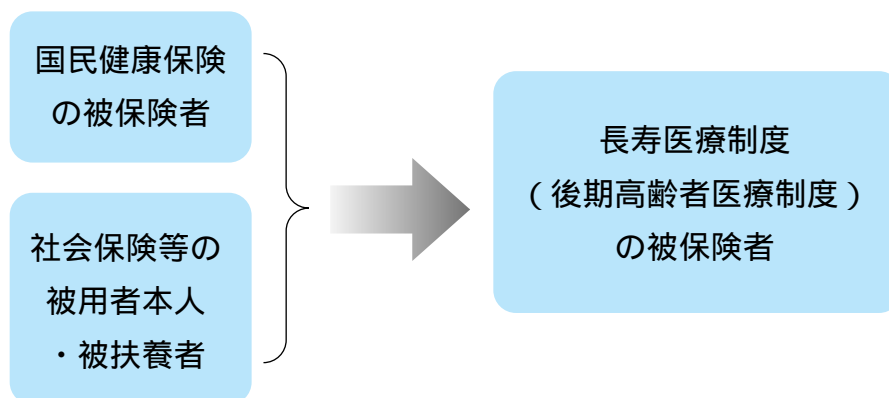 国民健康保険
の被保険者
社会保険等の
被用者本人
・被扶養者
長寿医療制度
（後期高齢者医療制度）
の被保険者